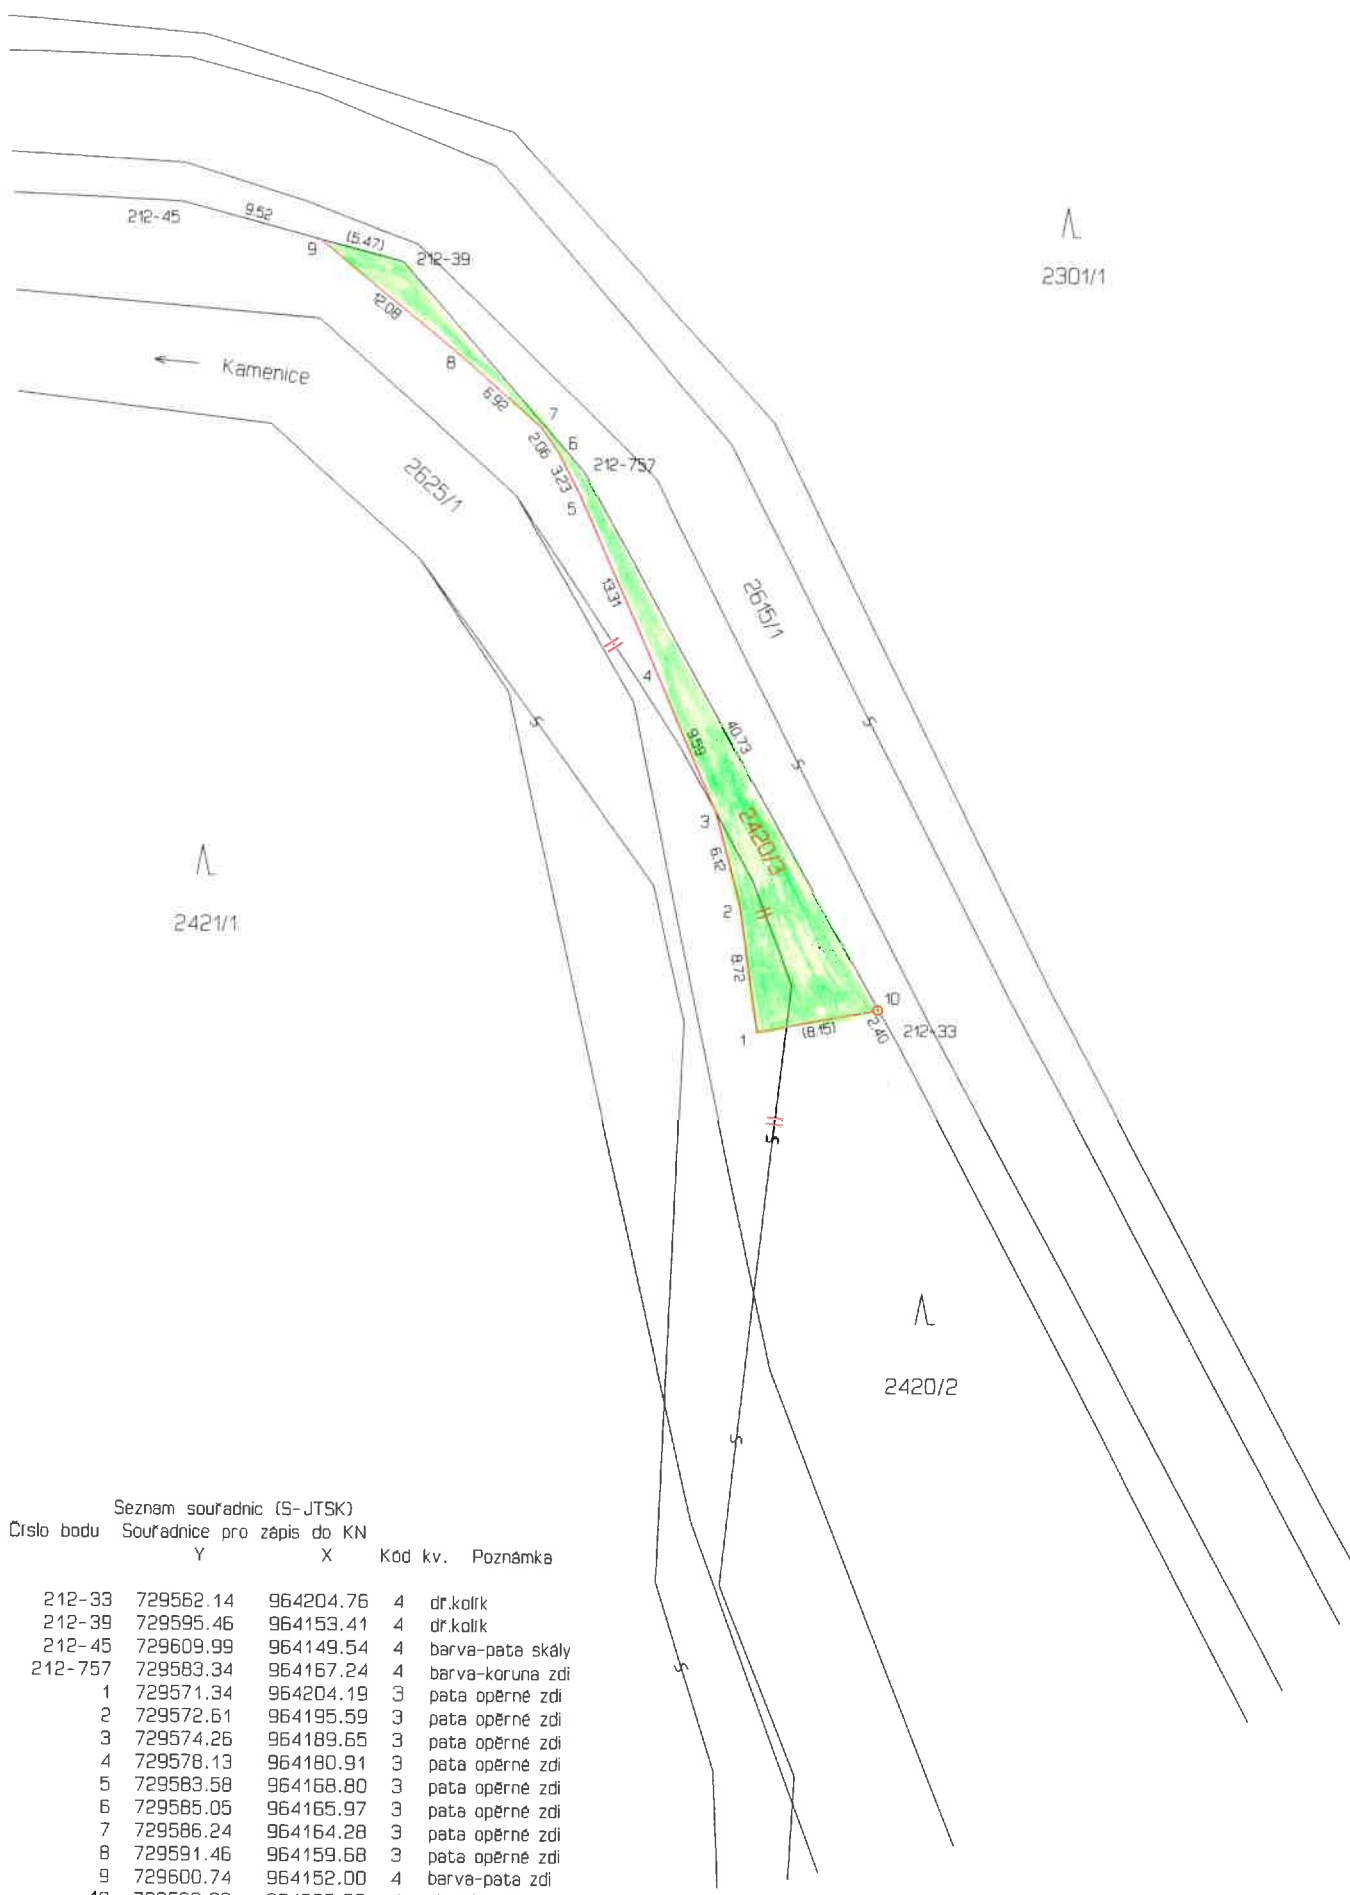 212-45
9.52
9
(5.47)
212-39
12.08
8
6.92
7
2.06
6
212-757
3.23
5
Kamenice
2625/1
2301/1
2615/1
13.31
4
40.73
9.59
3
2420/3
6.12
2
8.72
10
1
(8.15)
2.40
212-33
2421/1
2420/2
Seznam souřadnic (S-JTSK)
Číslo bodu Souřadnice pro zápis do KN
Y X Kód kv. Poznámka
212-33 729562.14 964204.76 4 dř.kolík
212-39 729595.46 964153.41 4 dř.kolík
212-45 729609.99 964149.54 4 barva-pata skály
212-757 729583.34 964167.24 4 barva-koruna zdi
1 729571.34 964204.19 3 pata opěrné zdi
2 729572.61 964195.59 3 pata opěrné zdi
3 729574.26 964189.65 3 pata opěrné zdi
4 729578.13 964180.91 3 pata opěrné zdi
5 729583.58 964168.80 3 pata opěrné zdi
6 729585.05 964165.97 3 pata opěrné zdi
7 729586.24 964164.28 3 pata opěrné zdi
8 729591.46 964159.68 3 pata opěrné zdi
9 729600.74 964152.00 4 barva-pata zdi